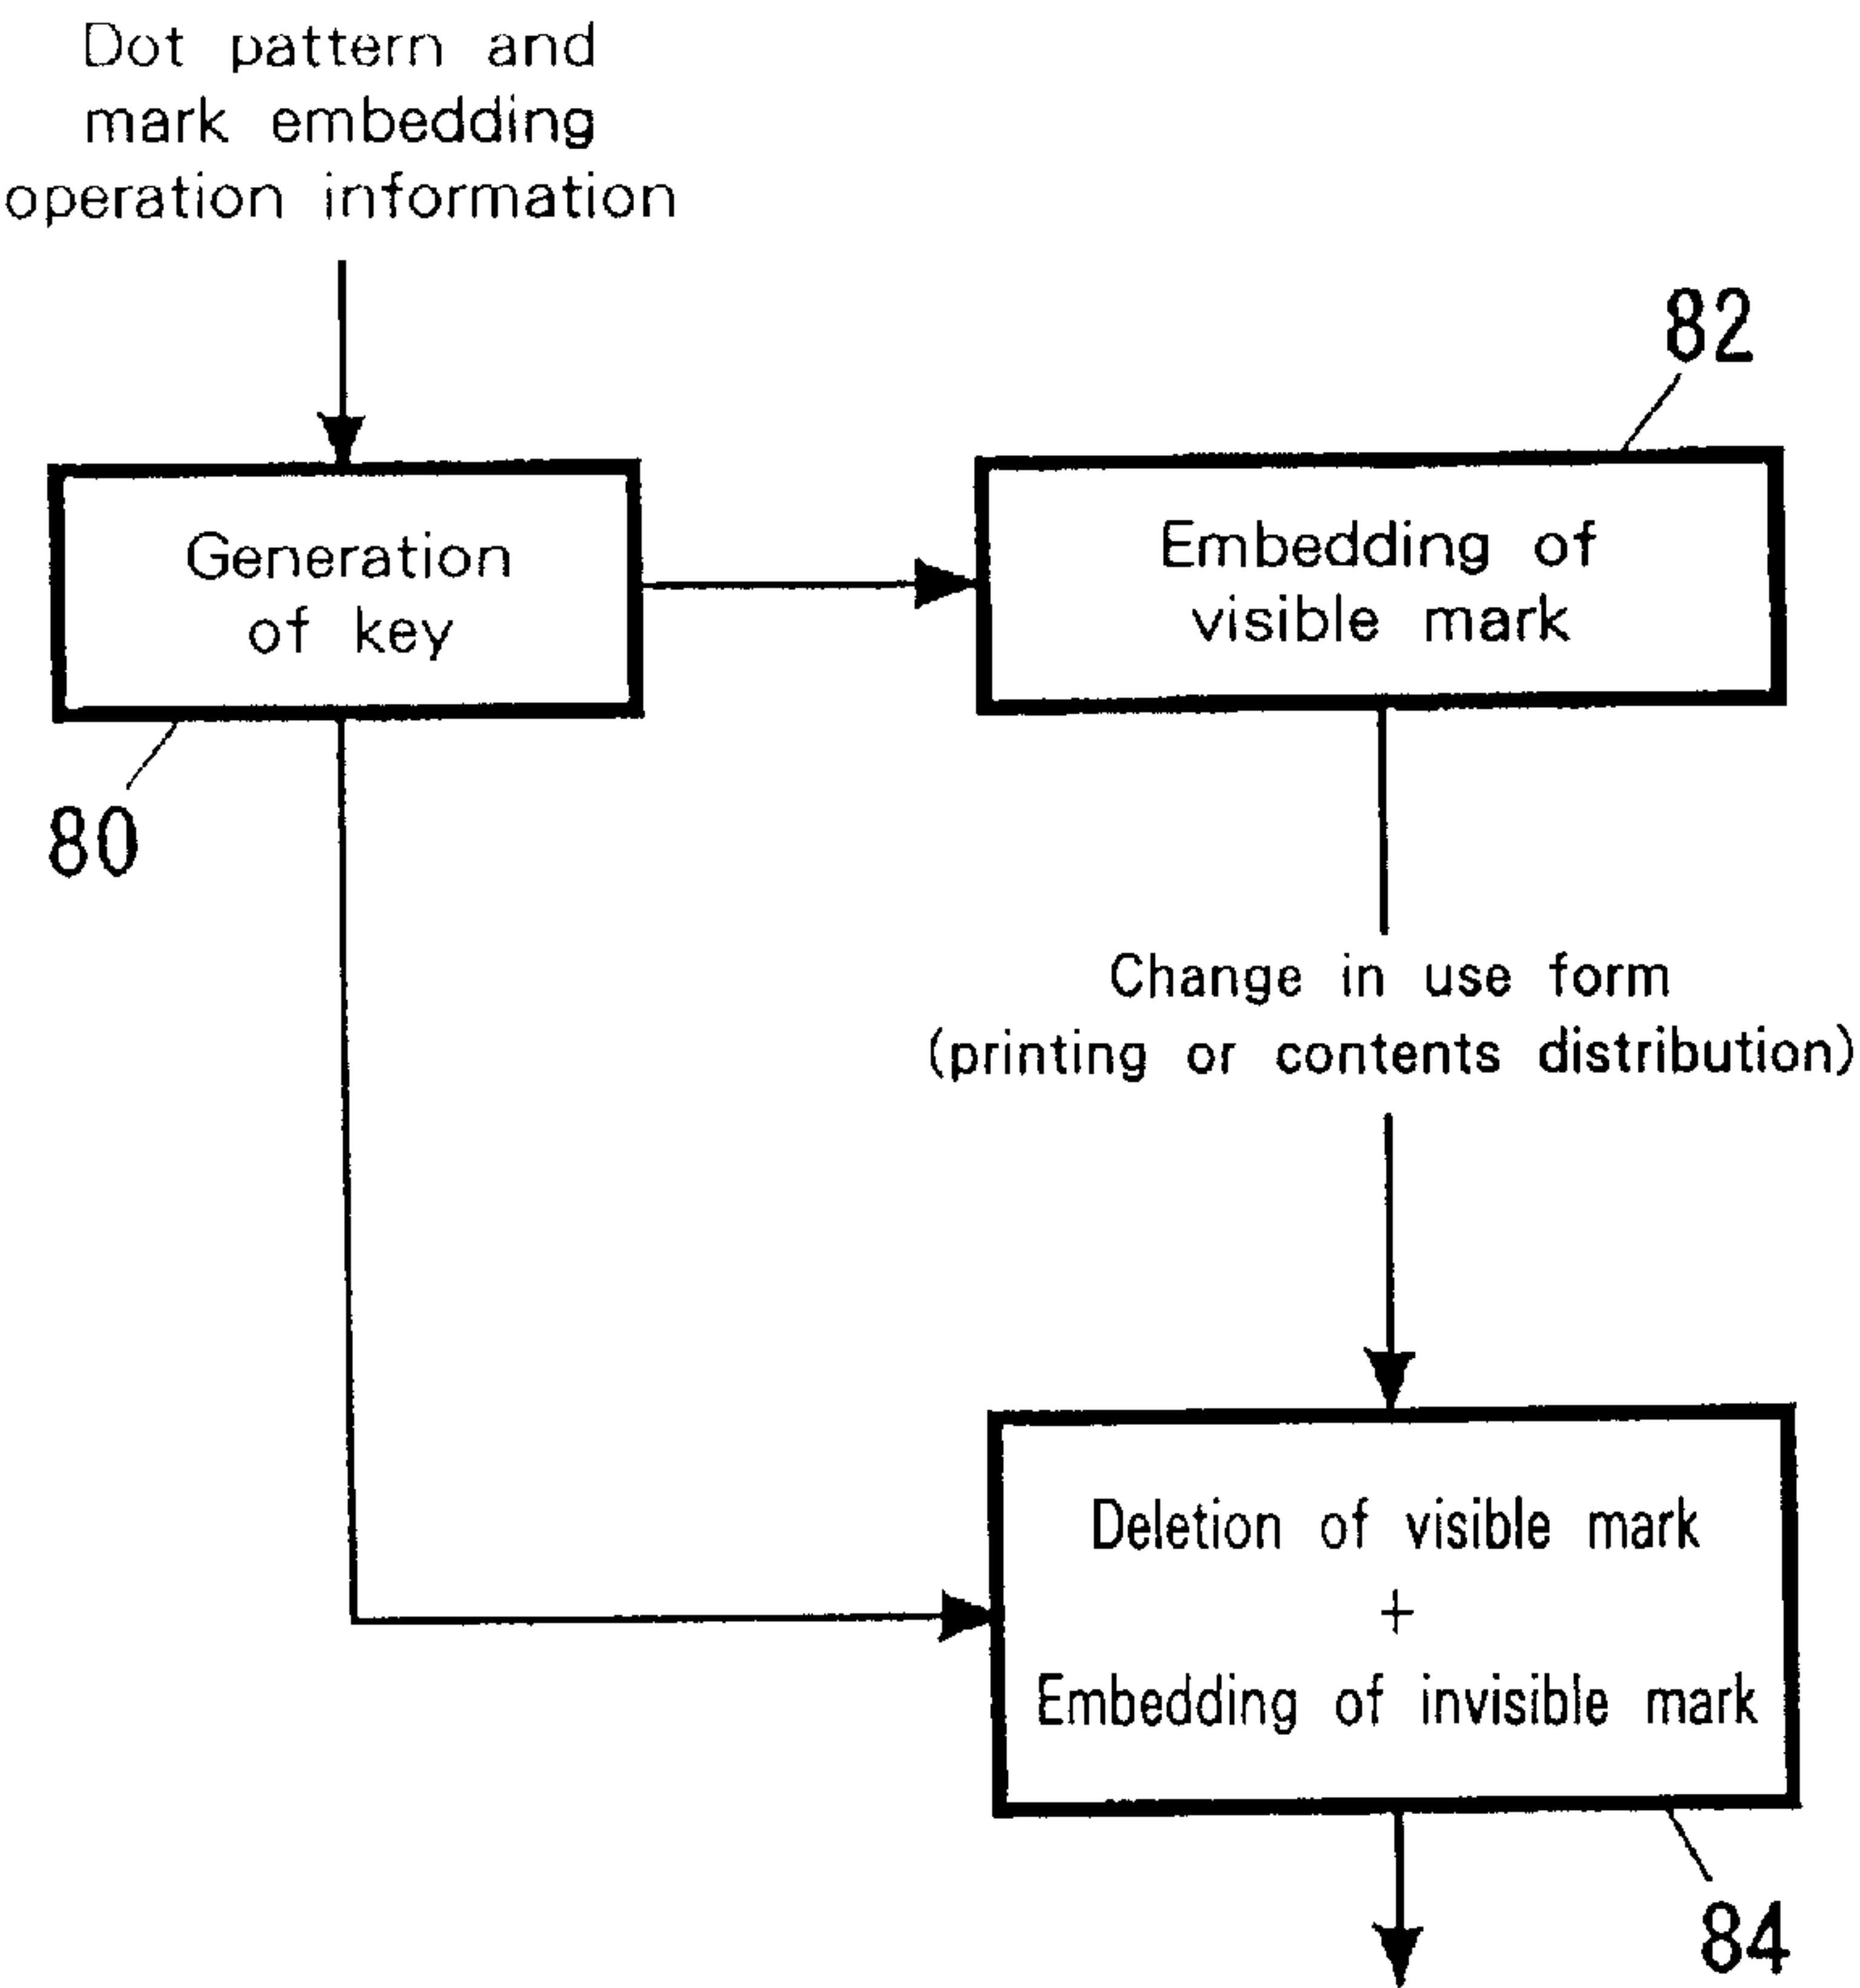 Dot pattern and
mark embedding
operation information
82
Generation
of key
Embedding of
visible mark
80
Change in use form
(printing or contents distribution)
Deletion of visible mark
+
Embedding of invisible mark
84